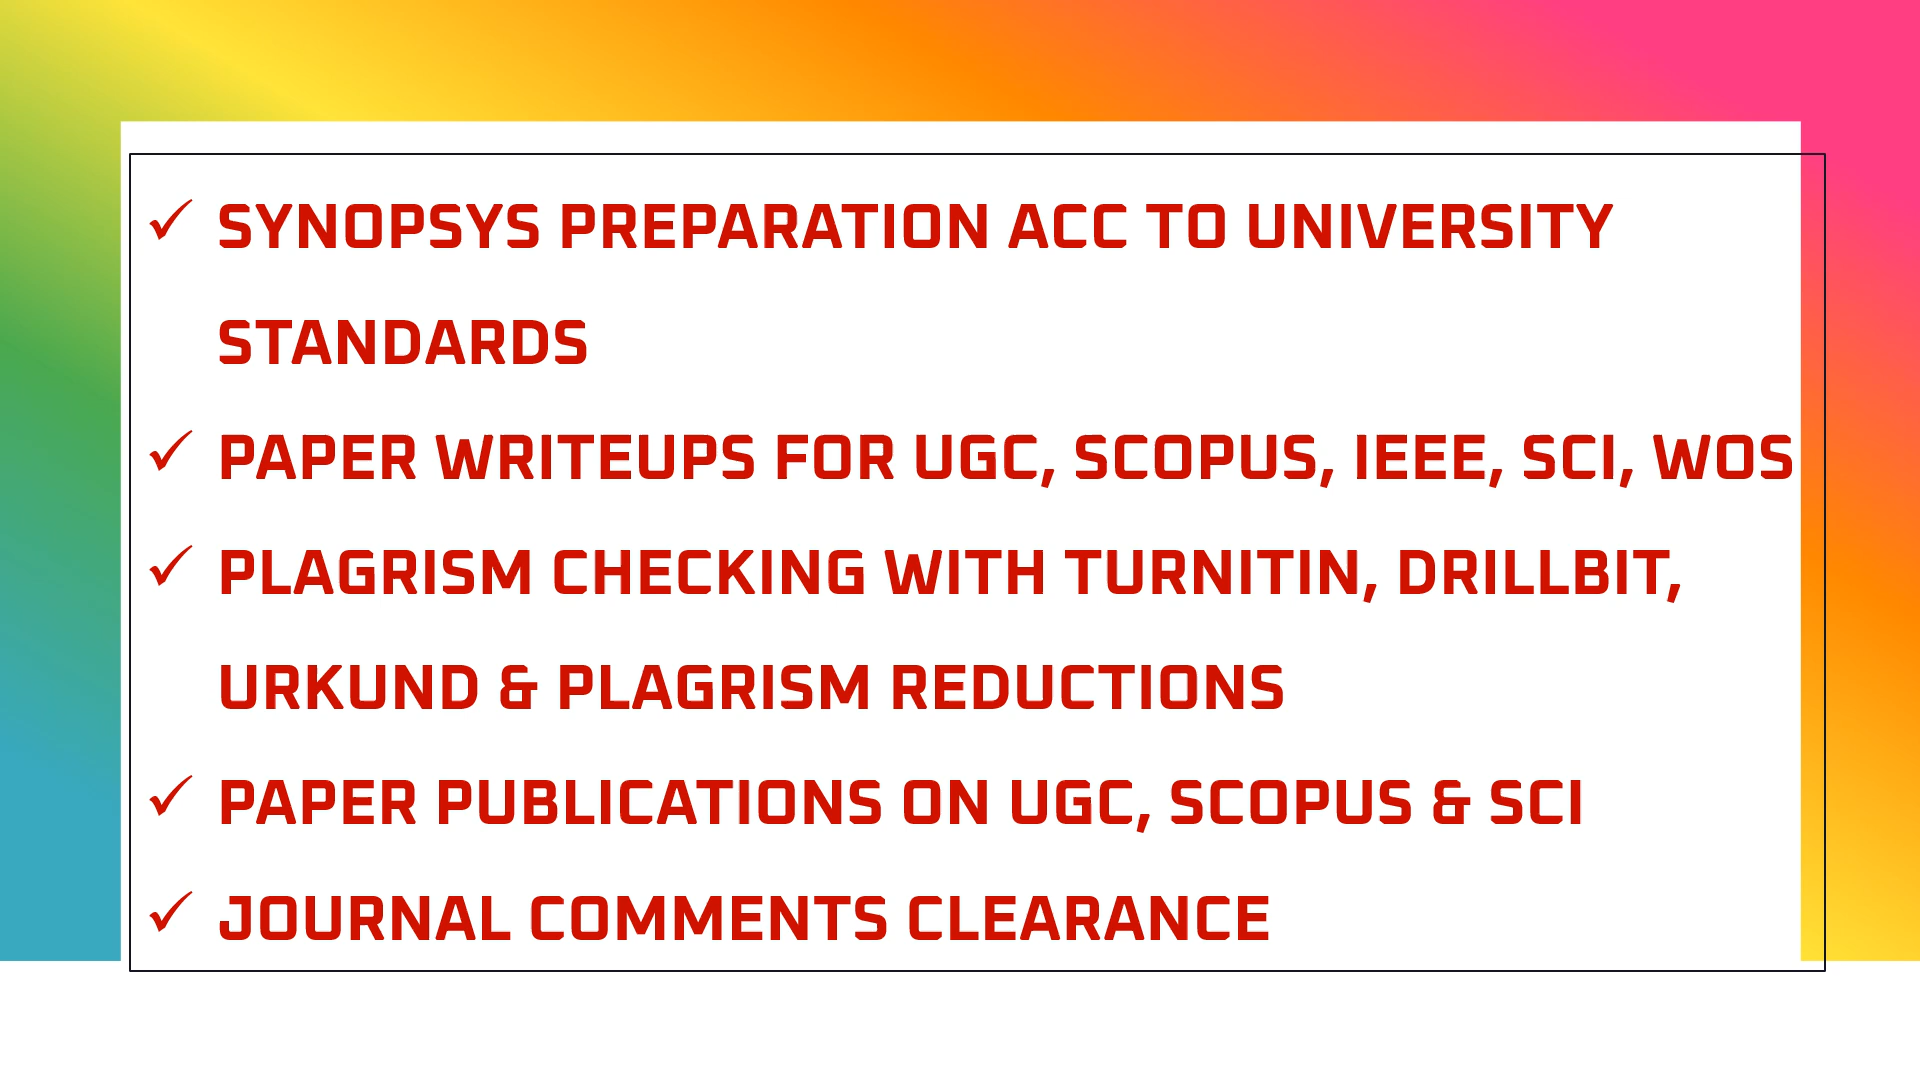 ✓ SYNOPSYS PREPARATION ACC TO UNIVERSITY
STANDARDS
✓ PAPER WRITEUPS FOR UGC, SCOPUS, IEEE, SCI, WOS
✓ PLAGRISM CHECKING WITH TURNITIN, DRILLBIT,
URKUND & PLAGRISM REDUCTIONS
✓ PAPER PUBLICATIONS ON UGC, SCOPUS & SCI
✓ JOURNAL COMMENTS CLEARANCE